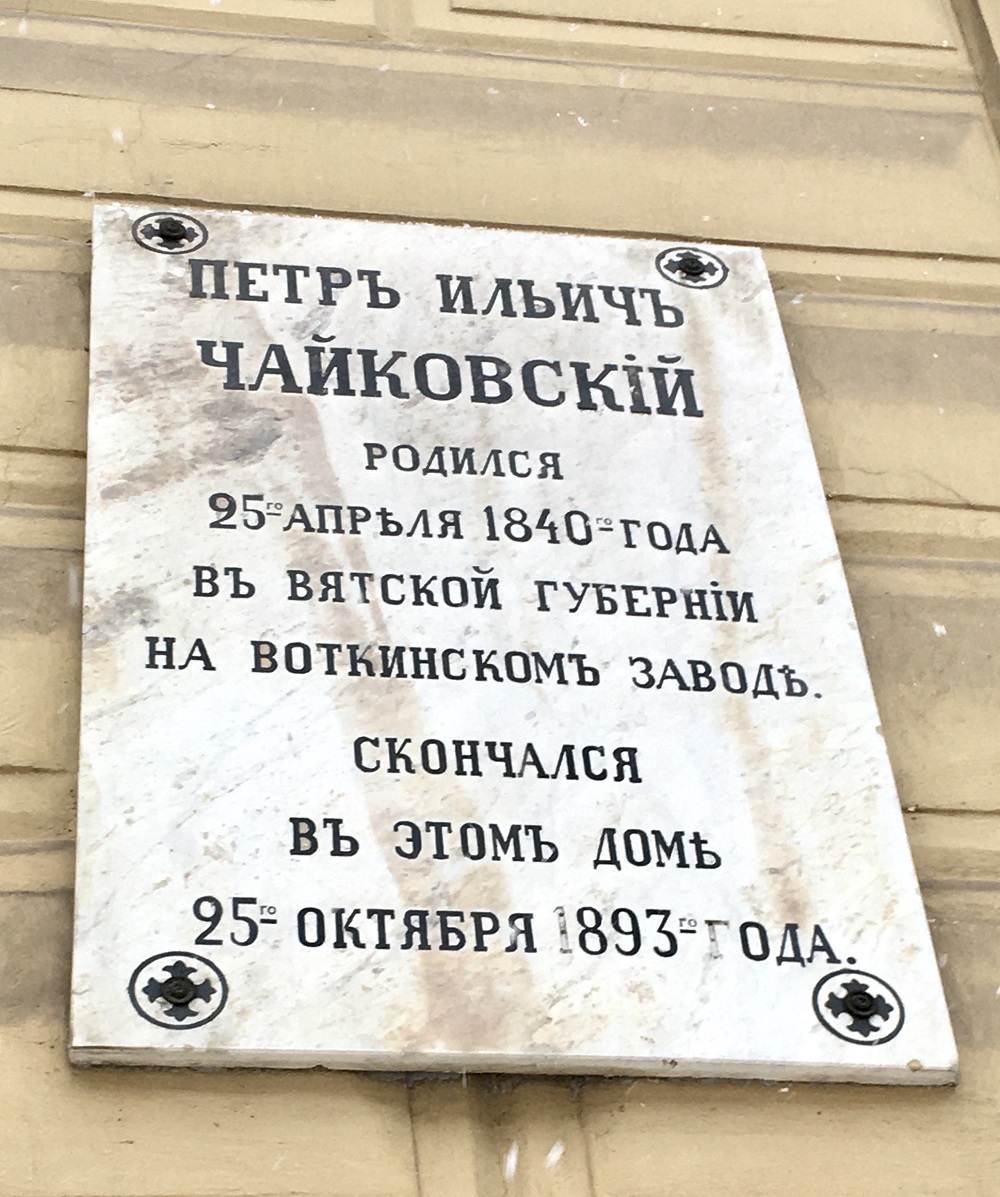 ПЕТРЪ ИЛЬИЧЪ
ЧАЙКОВСКІЙ
РОДИЛСЯ
25го АПРѢЛЯ 1840го ГОДА
ВЪ ВЯТСКОЙ ГУБЕРНІИ
НА ВОТКИНСКОМЪ ЗАВОДѢ.
СКОНЧАЛСЯ
ВЪ ЭТОМЪ ДОМѢ
25го ОКТЯБРЯ 1893го ГОДА.